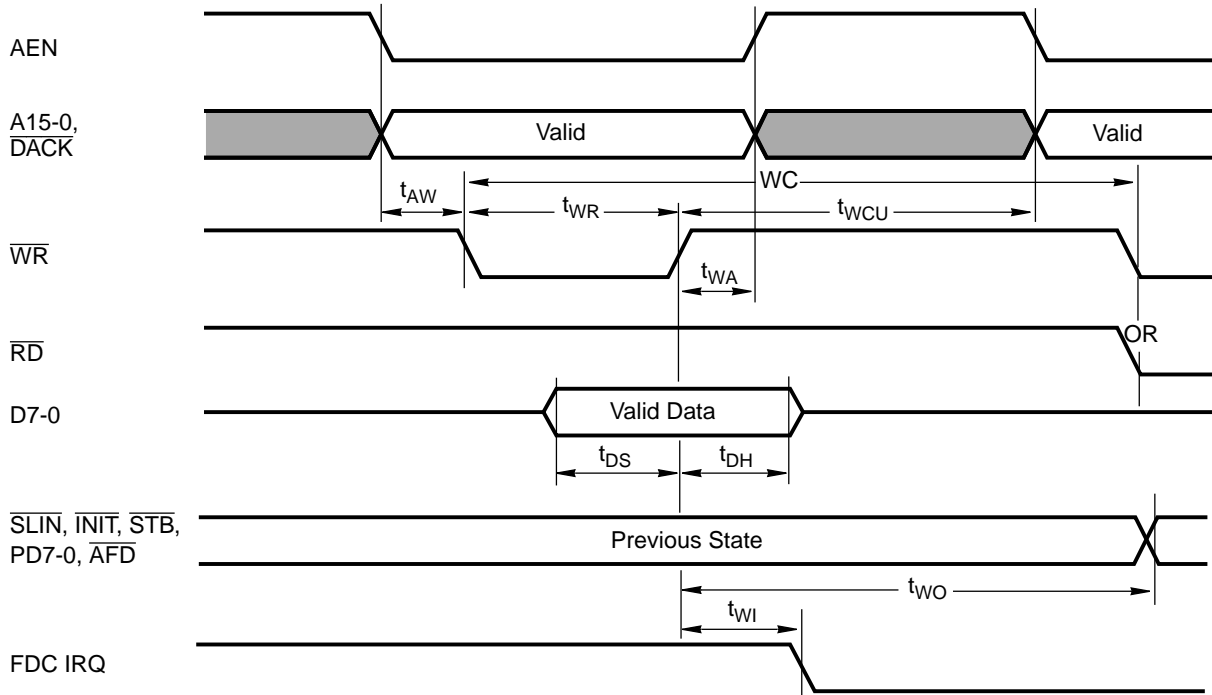 AEN
A15-0,
DACK
Valid
Valid
WC
tAW
tWR
tWCU
WR
tWA
RD
OR
D7-0
Valid Data
tDS
tDH
SLIN, INIT, STB,
PD7-0, AFD
Previous State
tWO
tWI
FDC IRQ